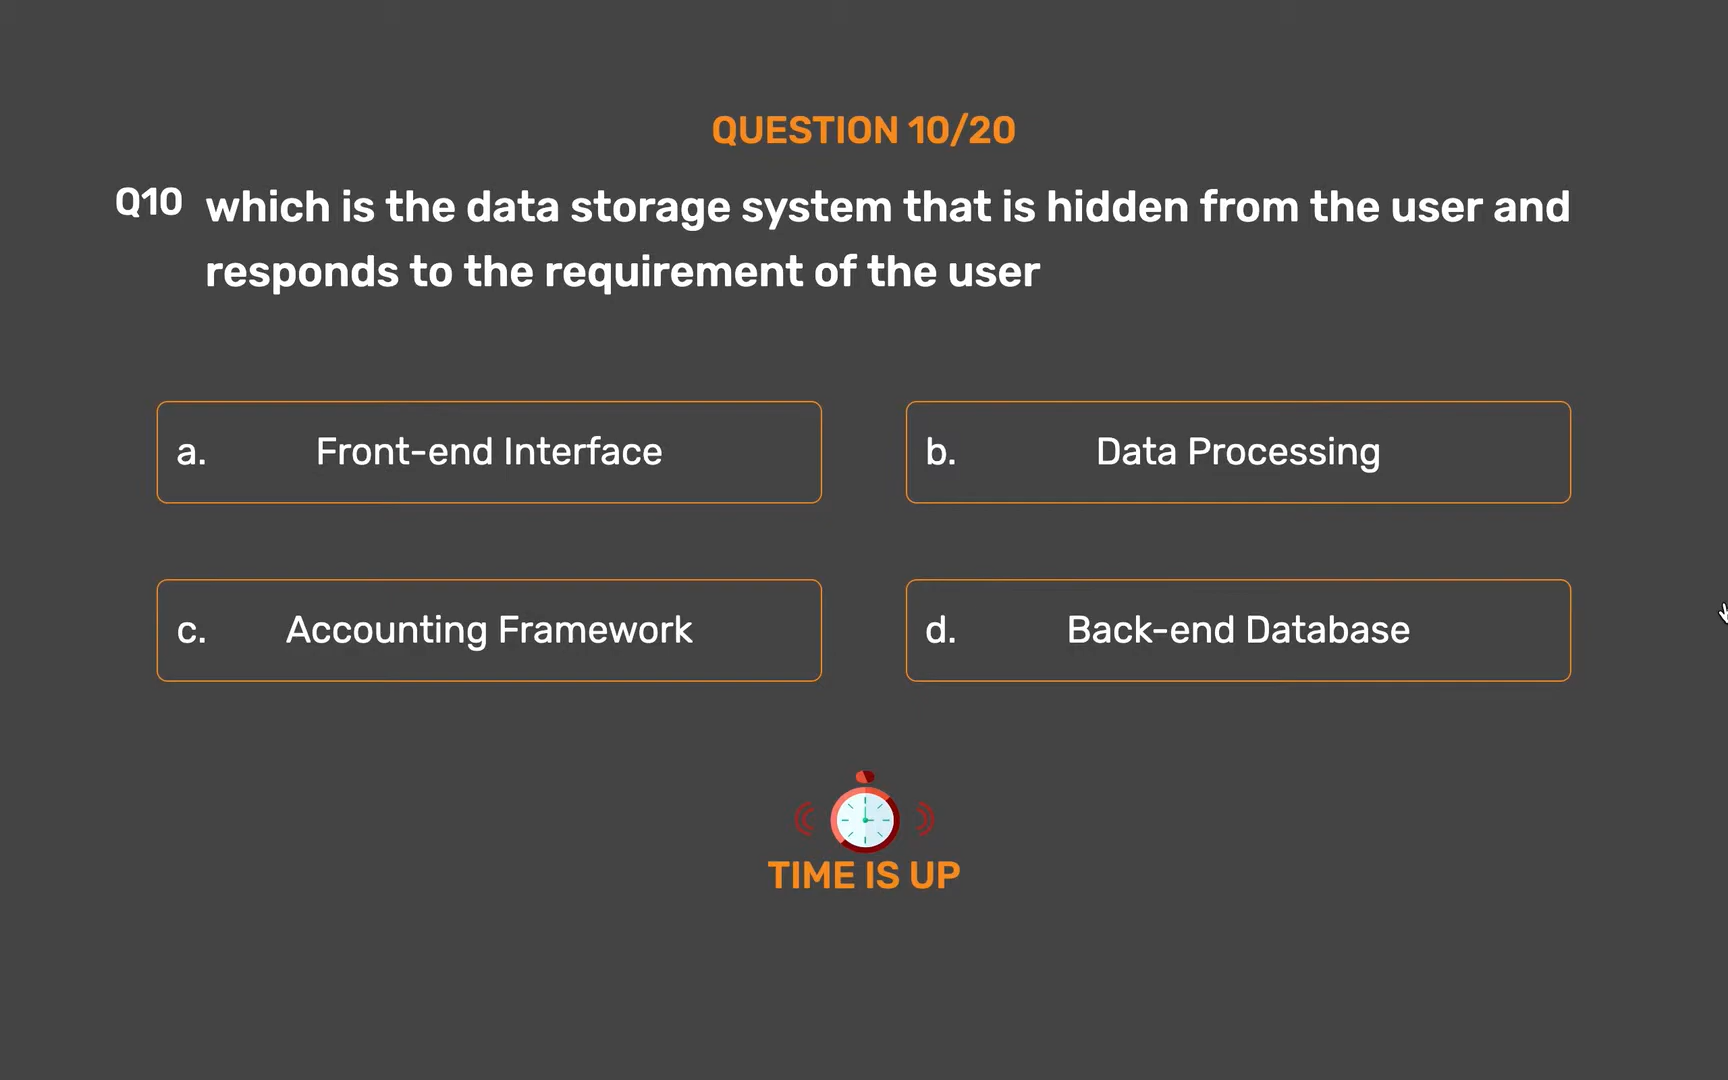 QUESTION 10/20
Q10 which is the data storage system that is hidden from the user and
responds to the requirement of the user
a. Front-end Interface
b. Data Processing
c. Accounting Framework
d. Back-end Database
TIME IS UP